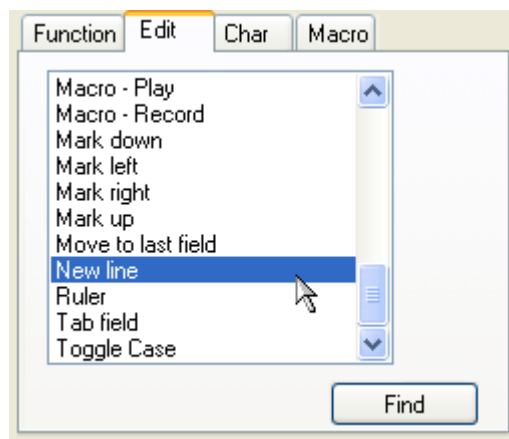 Function Edit Char Macro
Macro - Play
Macro - Record
Mark down
Mark left
Mark right
Mark up
Move to last field
New line
Ruler
Tab field
Toggle Case
Find